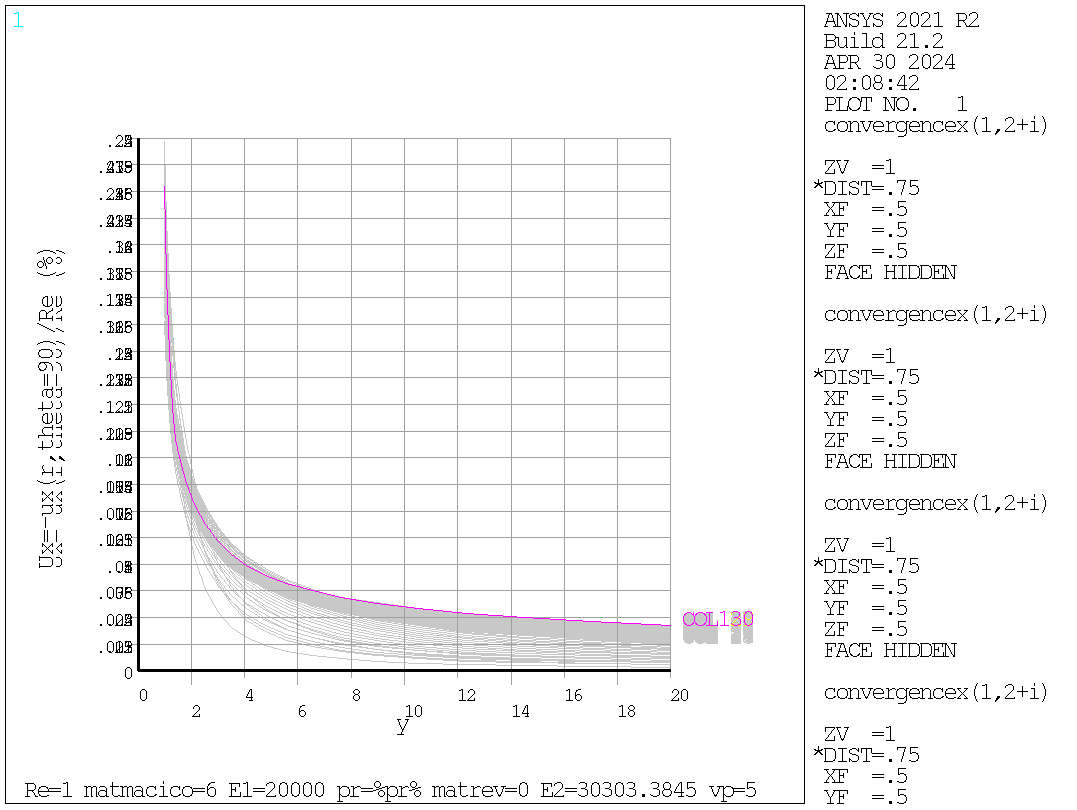 1
ANSYS 2021 R2
Build 21.2
APR 30 2024
02:08:42
PLOT NO. 1
convergencex(1,2+i)
ZV =1
*DIST=.75
XF =.5
YF =.5
ZF =.5
FACE HIDDEN
convergencex(1,2+i)
ZV =1
*DIST=.75
XF =.5
YF =.5
ZF =.5
FACE HIDDEN
convergencex(1,2+i)
ZV =1
*DIST=.75
XF =.5
YF =.5
ZF =.5
FACE HIDDEN
convergencex(1,2+i)
ZV =1
*DIST=.75
XF =.5
YF =.5
Ux=-ux(r,theta=90)/Re (%)
0
0 2 4 6 8 10 12 14 16 18 20
y
COL130
Re=1 matmacico=6 E1=20000 pr=%pr% matrev=0 E2=30303.3845 vp=5